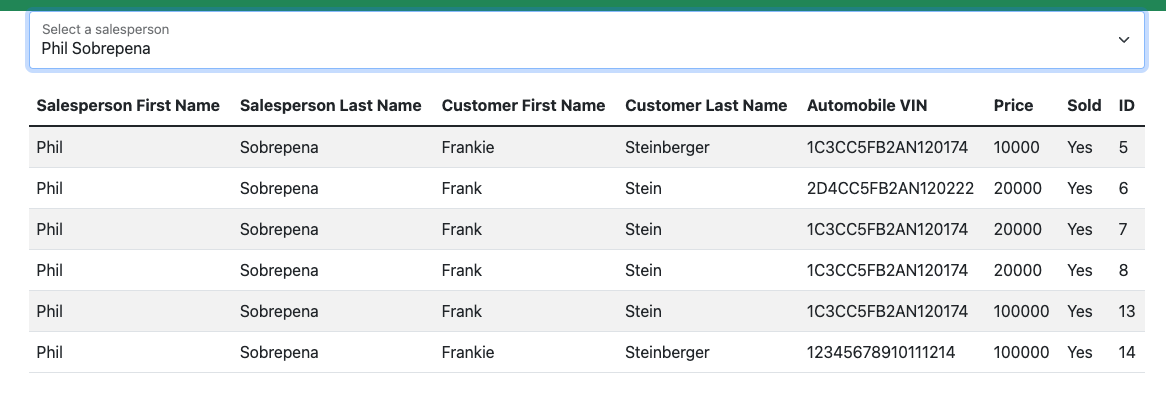 Select a salesperson
Phil Sobrepena
Salesperson First Name Salesperson Last Name Customer First Name Customer Last Name Automobile VIN Price Sold ID
Phil Sobrepena Frankie Steinberger 1C3CC5FB2AN120174 10000 Yes 5
Phil Sobrepena Frank Stein 2D4CC5FB2AN120222 20000 Yes 6
Phil Sobrepena Frank Stein 1C3CC5FB2AN120174 20000 Yes 7
Phil Sobrepena Frank Stein 1C3CC5FB2AN120174 20000 Yes 8
Phil Sobrepena Frank Stein 1C3CC5FB2AN120174 100000 Yes 13
Phil Sobrepena Frankie Steinberger 12345678910111214 100000 Yes 14